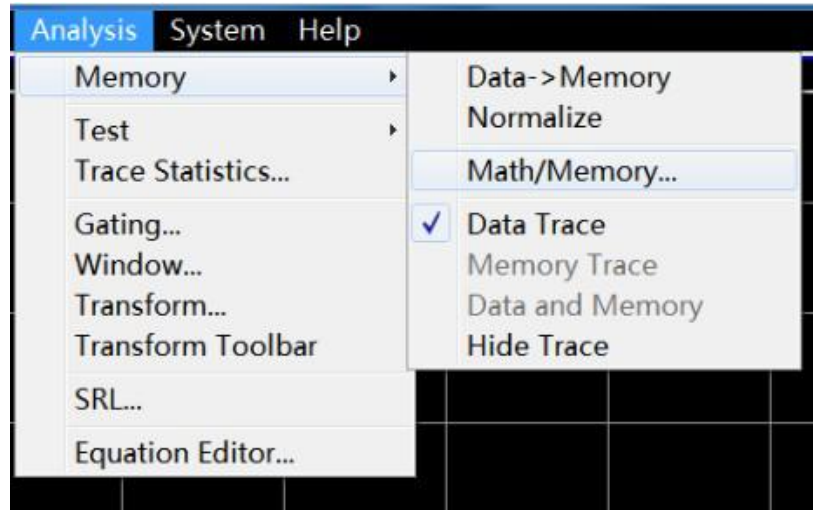 Analysis System Help
Memory
Test
Trace Statistics...
Gating...
Window...
Transform...
Transform Toolbar
SRL...
Equation Editor...
Data->Memory
Normalize
Math/Memory...
Data Trace
Memory Trace
Data and Memory
Hide Trace